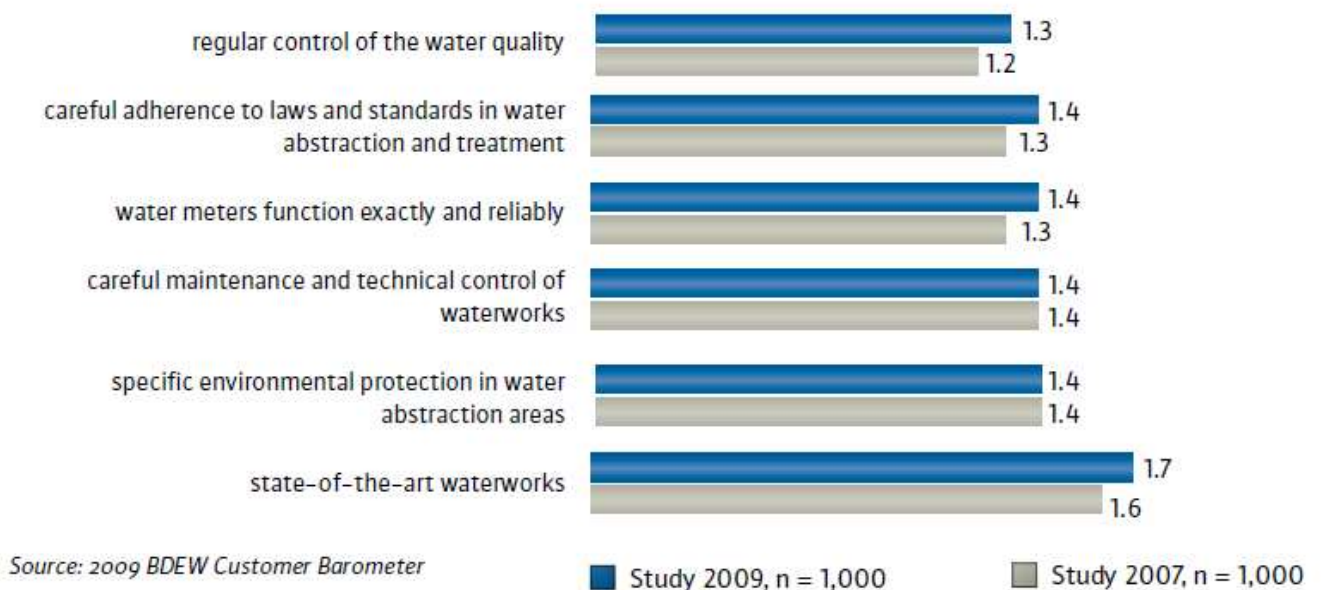 regular control of the water quality
1.3
1.2
careful adherence to laws and standards in water
abstraction and treatment
1.4
1.3
water meters function exactly and reliably
1.4
1.3
careful maintenance and technical control of
waterworks
1.4
1.4
specific environmental protection in water
abstraction areas
1.4
1.4
state-of-the-art waterworks
1.7
1.6
Source: 2009 BDEW Customer Barometer
Study 2009, n = 1,000
Study 2007, n = 1,000